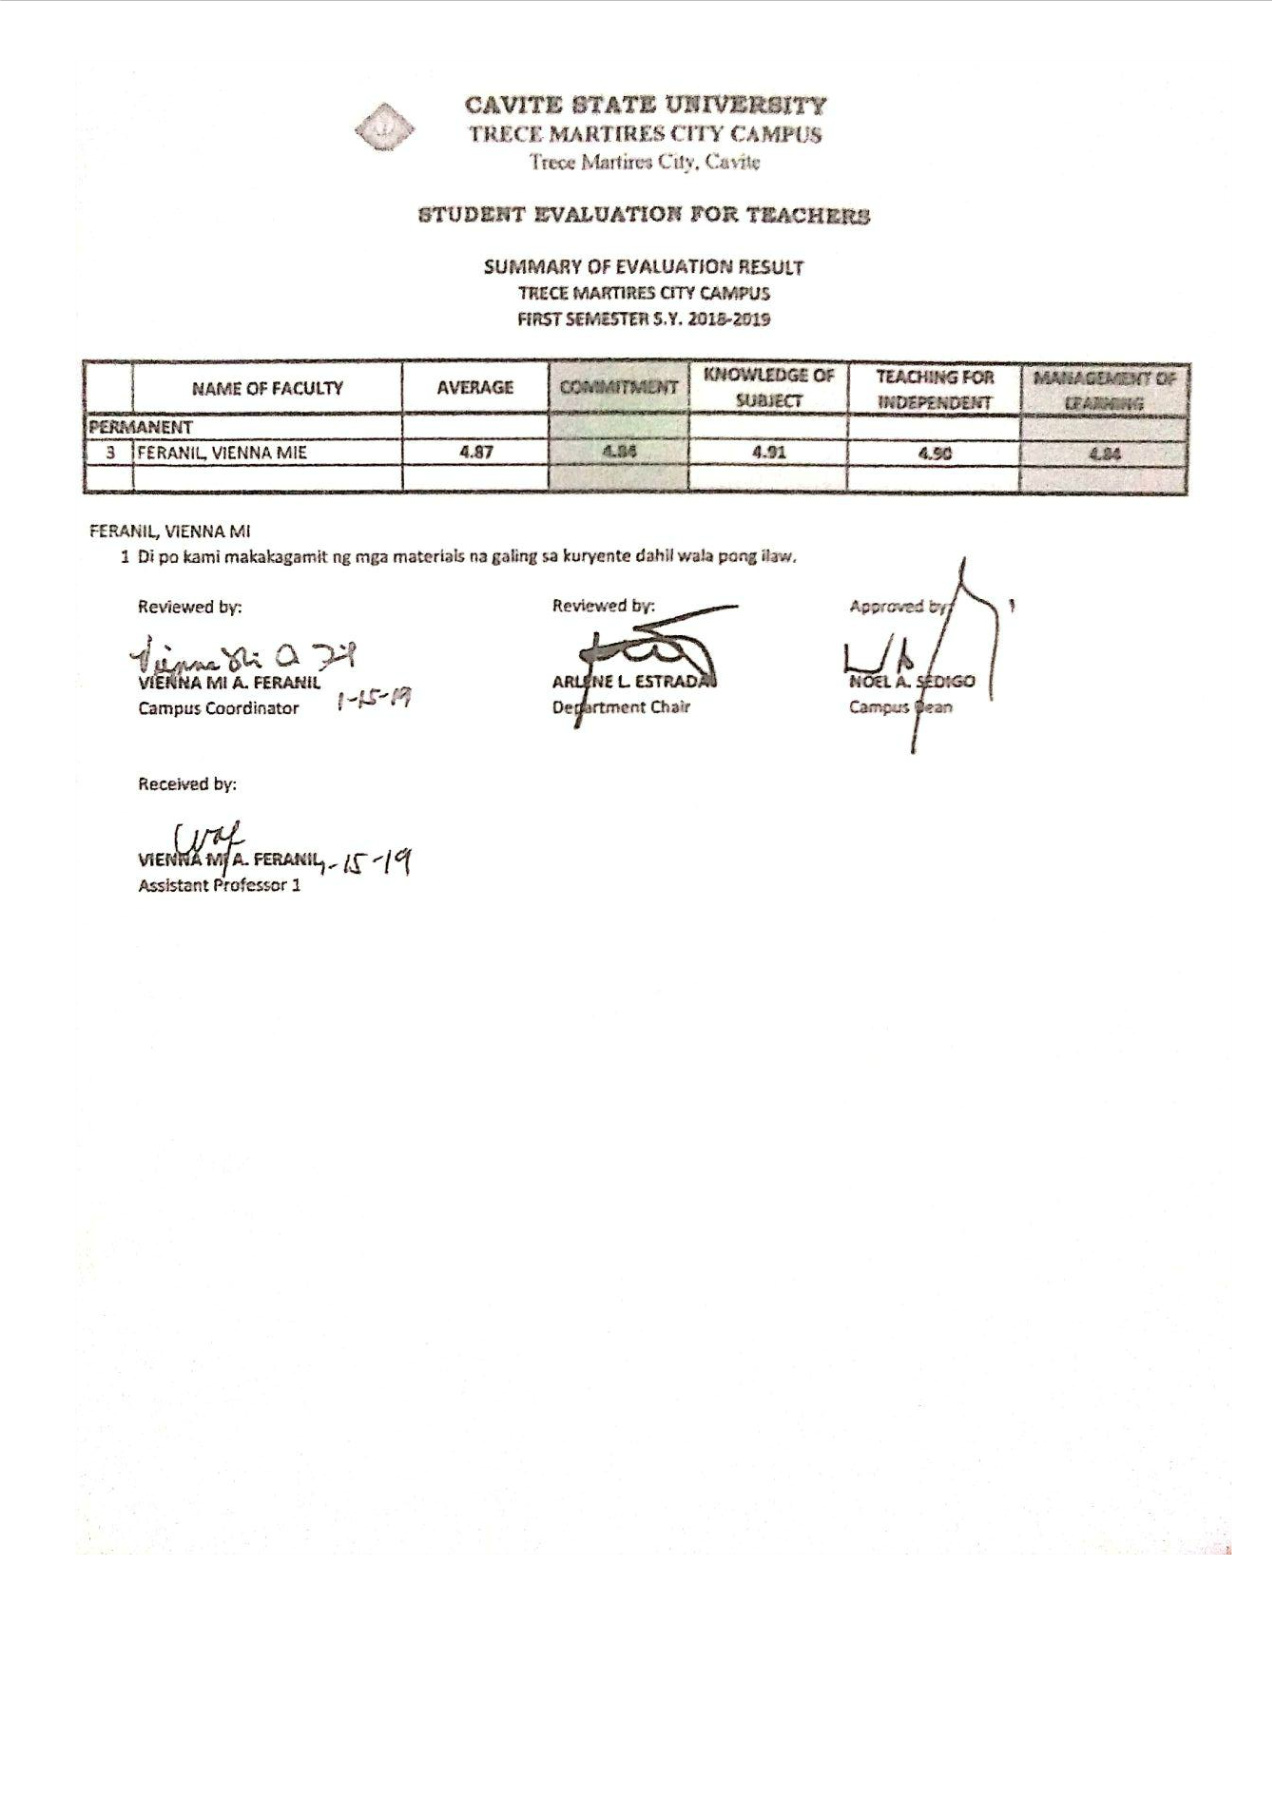 CAVITE STATE UNIVERSITY
TRECE MARTIRES CITY CAMPUS
Trece Martires City, Cavite
STUDENT EVALUATION FOR TEACHERS
SUMMARY OF EVALUATION RESULT
TRECE MARTIRES CITY CAMPUS
FIRST SEMESTER S.Y. 2018-2019
NAME OF FACULTY AVERAGE COMMITMENT KNOWLEDGE OF SUBJECT TEACHING FOR INDEPENDENT MANAGEMENT OF LEARNING
PERMANENT
3 FERANIL, VIENNA MIE 4.87 4.91 4.90 4.84
FERANIL, VIENNA MI
1 Di po kami makakagamit ng mga materials na galing sa kuryente dahil wala pong ilaw.
Reviewed by: Reviewed by: Approved by:
VIENNA MI A. FERANIL ARLENE L. ESTRADA NOEL A. SEDIGO
Campus Coordinator 1-15-19 Department Chair Campus Dean
Received by:
VIENNA MI A. FERANIL 1-15-19
Assistant Professor 1